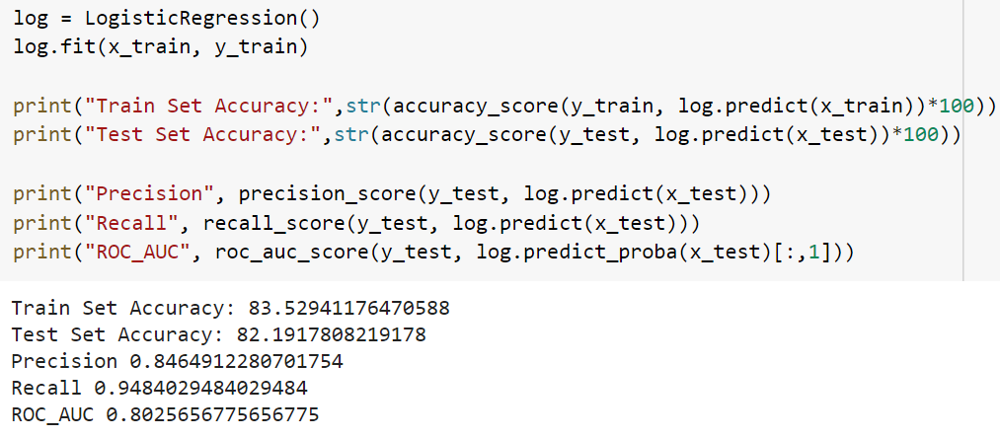 log = LogisticRegression()
log.fit(x_train, y_train)
print("Train Set Accuracy:",str(accuracy_score(y_train, log.predict(x_train))*100))
print("Test Set Accuracy:",str(accuracy_score(y_test, log.predict(x_test))*100))
print("Precision", precision_score(y_test, log.predict(x_test)))
print("Recall", recall_score(y_test, log.predict(x_test)))
print("ROC_AUC", roc_auc_score(y_test, log.predict_proba(x_test)[:,1]))
Train Set Accuracy: 83.52941176470588
Test Set Accuracy: 82.1917808219178
Precision 0.8464912280701754
Recall 0.9484029484029484
ROC_AUC 0.8025656775656775